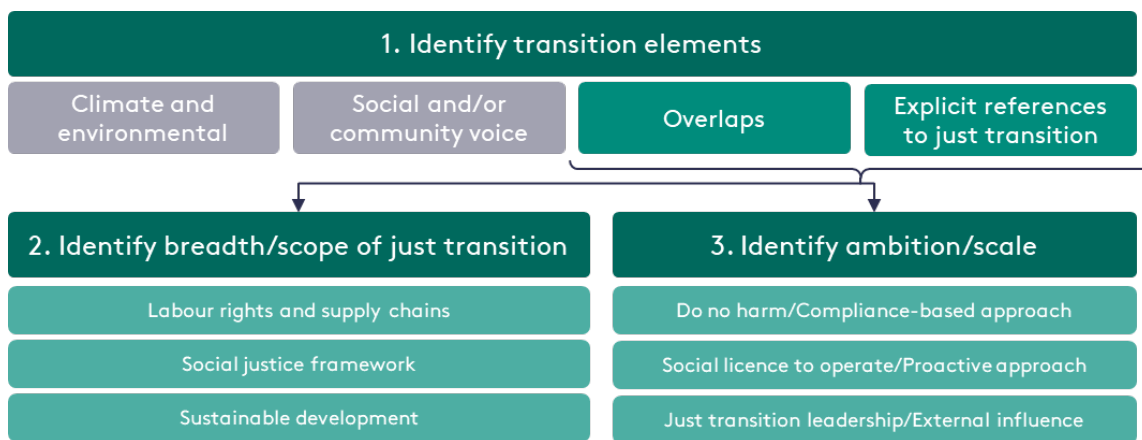 1. Identify transition elements
Climate and
environmental
Social and/or
community voice
Overlaps
Explicit references
to just transition
2. Identify breadth/scope of just transition
Labour rights and supply chains
Social justice framework
Sustainable development
3. Identify ambition/scale
Do no harm/Compliance-based approach
Social licence to operate/Proactive approach
Just transition leadership/External influence